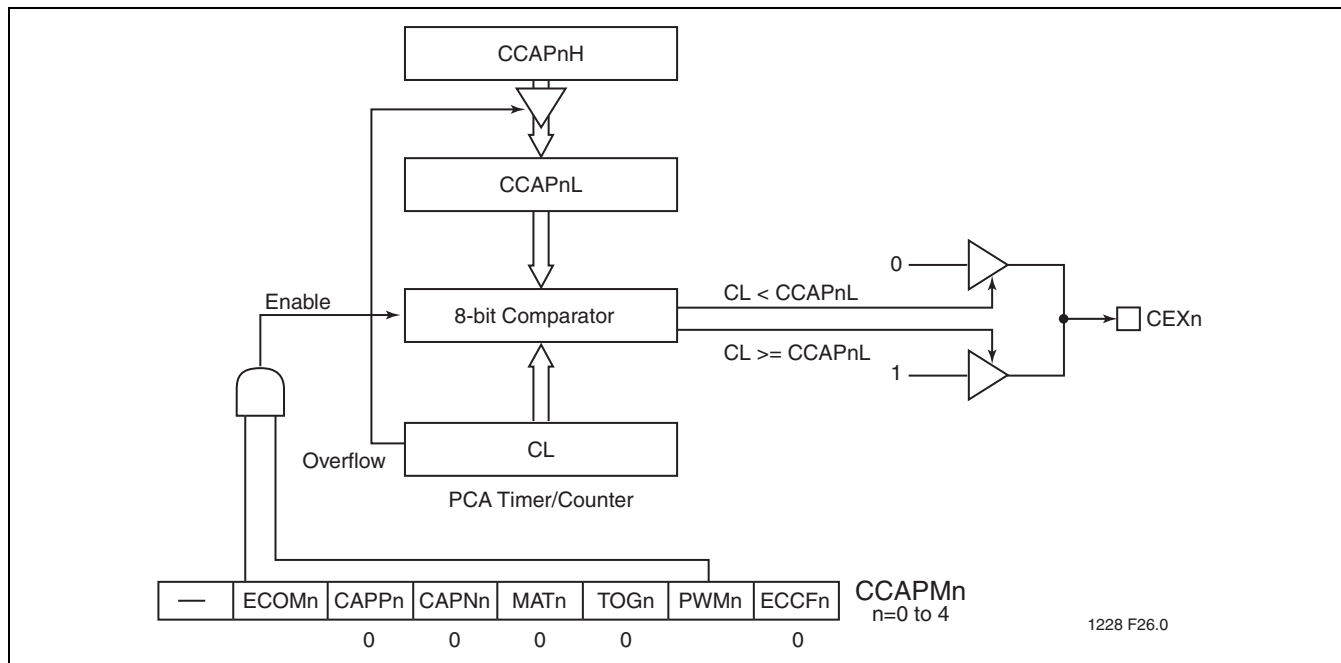 CCAPnH
CCAPnL
Enable
8-bit Comparator
CL < CCAPnL
CL >= CCAPnL
0
1
CEXn
Overflow
CL
PCA Timer/Counter
— ECOMn CAPPn CAPNn MATn TOGn PWMn ECCFn
CCAPMn
n=0 to 4
0 0 0 0 0
1228 F26.0